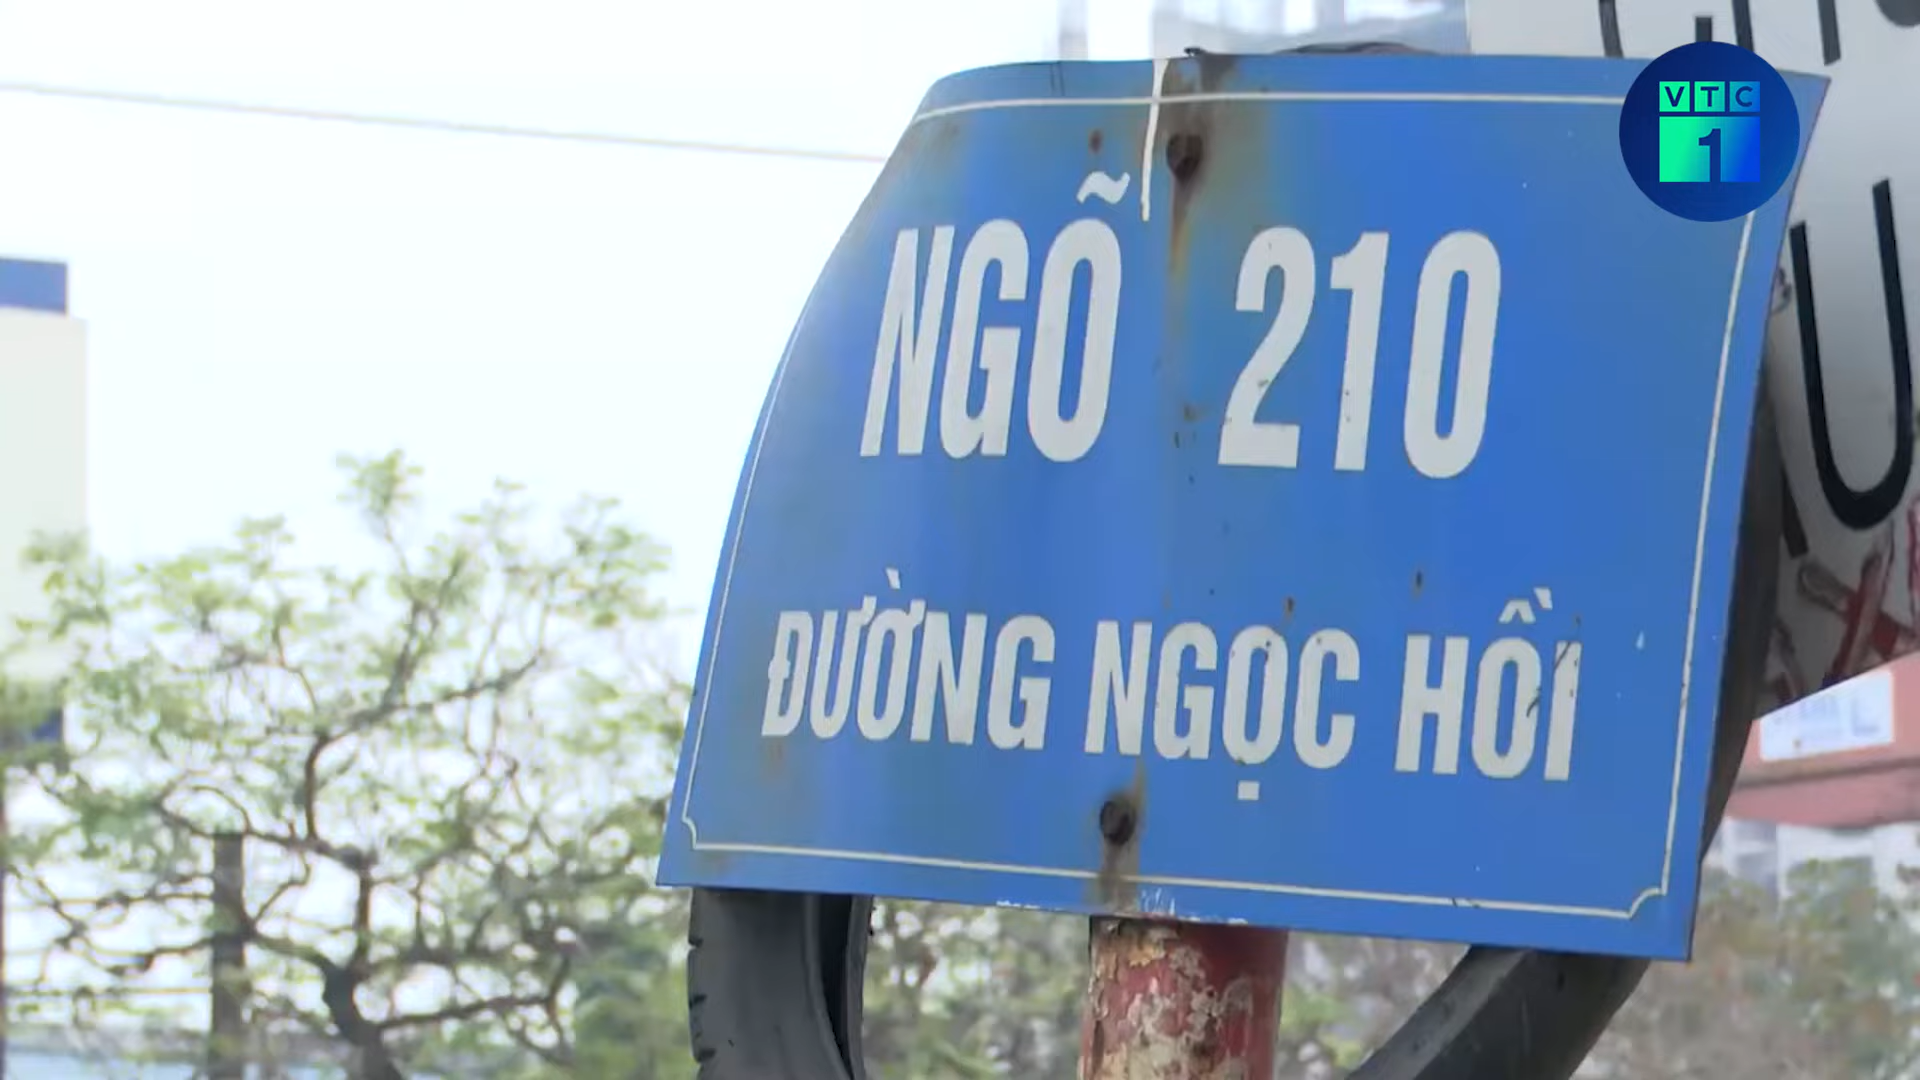 VTC
1
NGÕ 210
ĐƯỜNG NGỌC HỒI